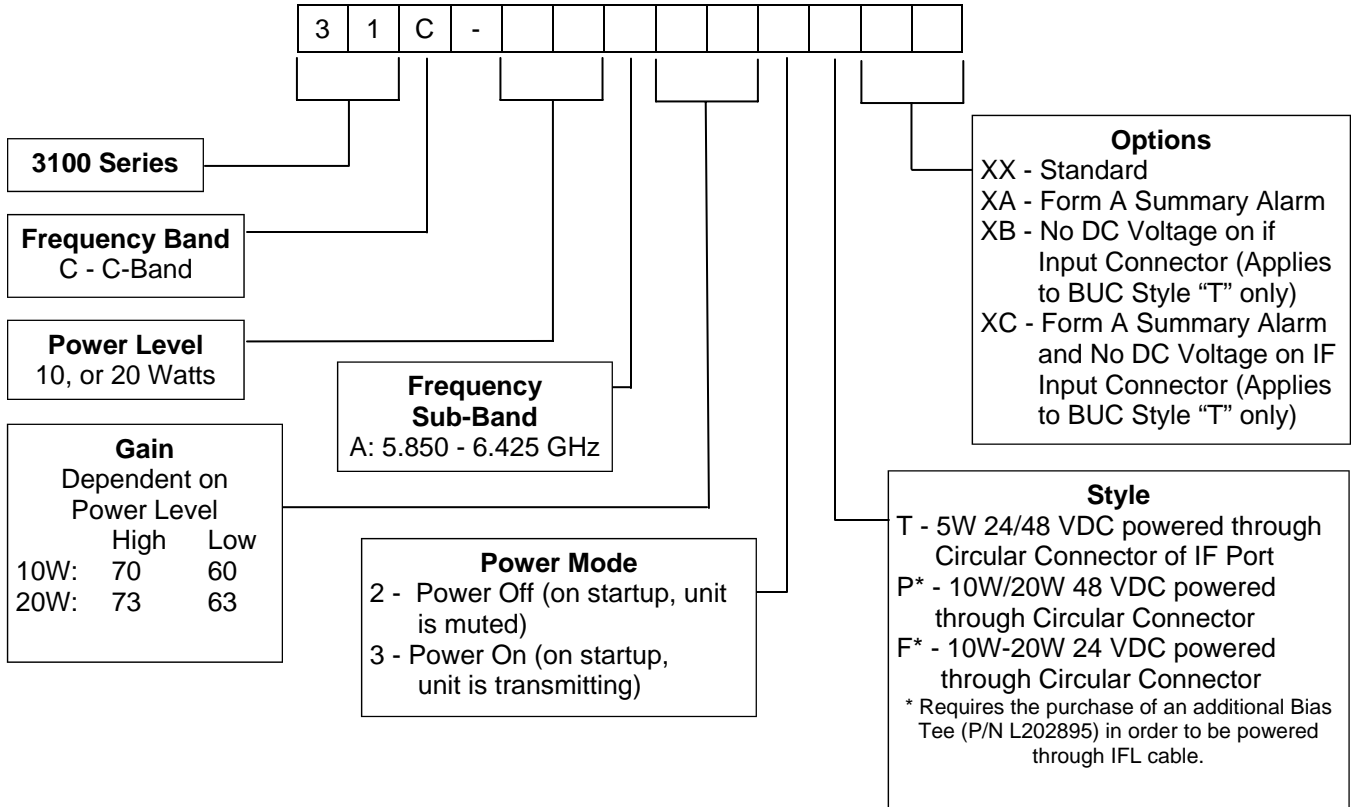 3 1 C -
3100 Series
Frequency Band
C - C-Band
Power Level
10, or 20 Watts
Gain
Dependent on
Power Level
High Low
10W: 70 60
20W: 73 63
Frequency
Sub-Band
A: 5.850 - 6.425 GHz
Power Mode
2 - Power Off (on startup, unit
is muted)
3 - Power On (on startup,
unit is transmitting)
Options
XX - Standard
XA - Form A Summary Alarm
XB - No DC Voltage on if
Input Connector (Applies
to BUC Style “T” only)
XC - Form A Summary Alarm
and No DC Voltage on IF
Input Connector (Applies
to BUC Style “T” only)
Style
T - 5W 24/48 VDC powered through
Circular Connector of IF Port
P* - 10W/20W 48 VDC powered
through Circular Connector
F* - 10W-20W 24 VDC powered
through Circular Connector
* Requires the purchase of an additional Bias
Tee (P/N L202895) in order to be powered
through IFL cable.